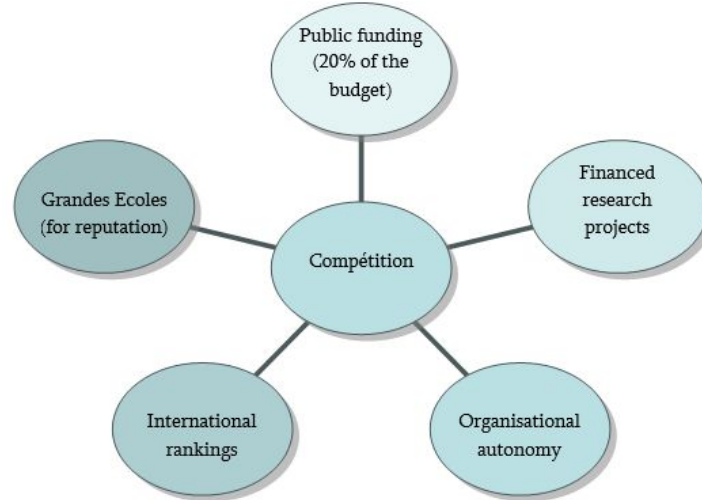 Public funding
(20% of the
budget)
Grandes Ecoles
(for reputation)
Financed
research
projects
Compétition
International
rankings
Organisational
autonomy